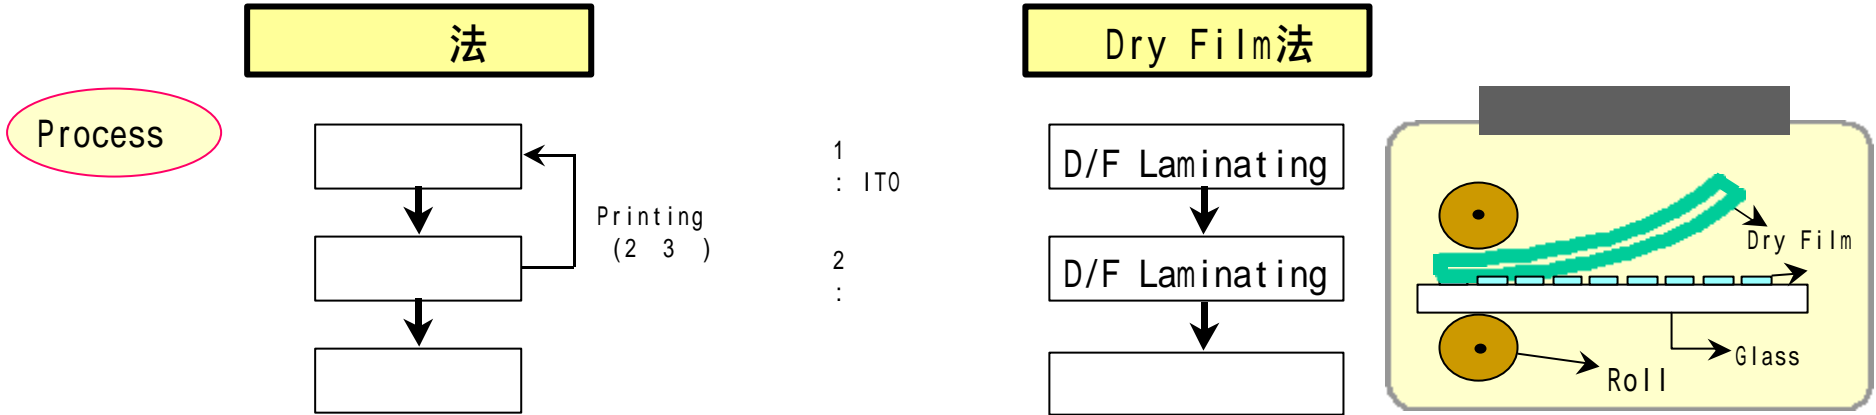 法
Dry Film法
Process
Printing
(2 3 )
1
: ITO
2
:
D/F Laminating
D/F Laminating
Dry Film
Glass
Roll